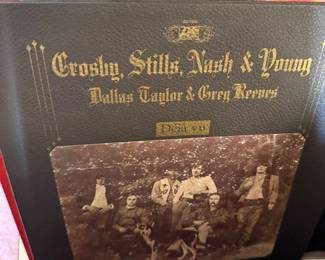 Crosby, Stills, Nash & Young
Dallas Taylor & Greg Reeves
Déjà vu